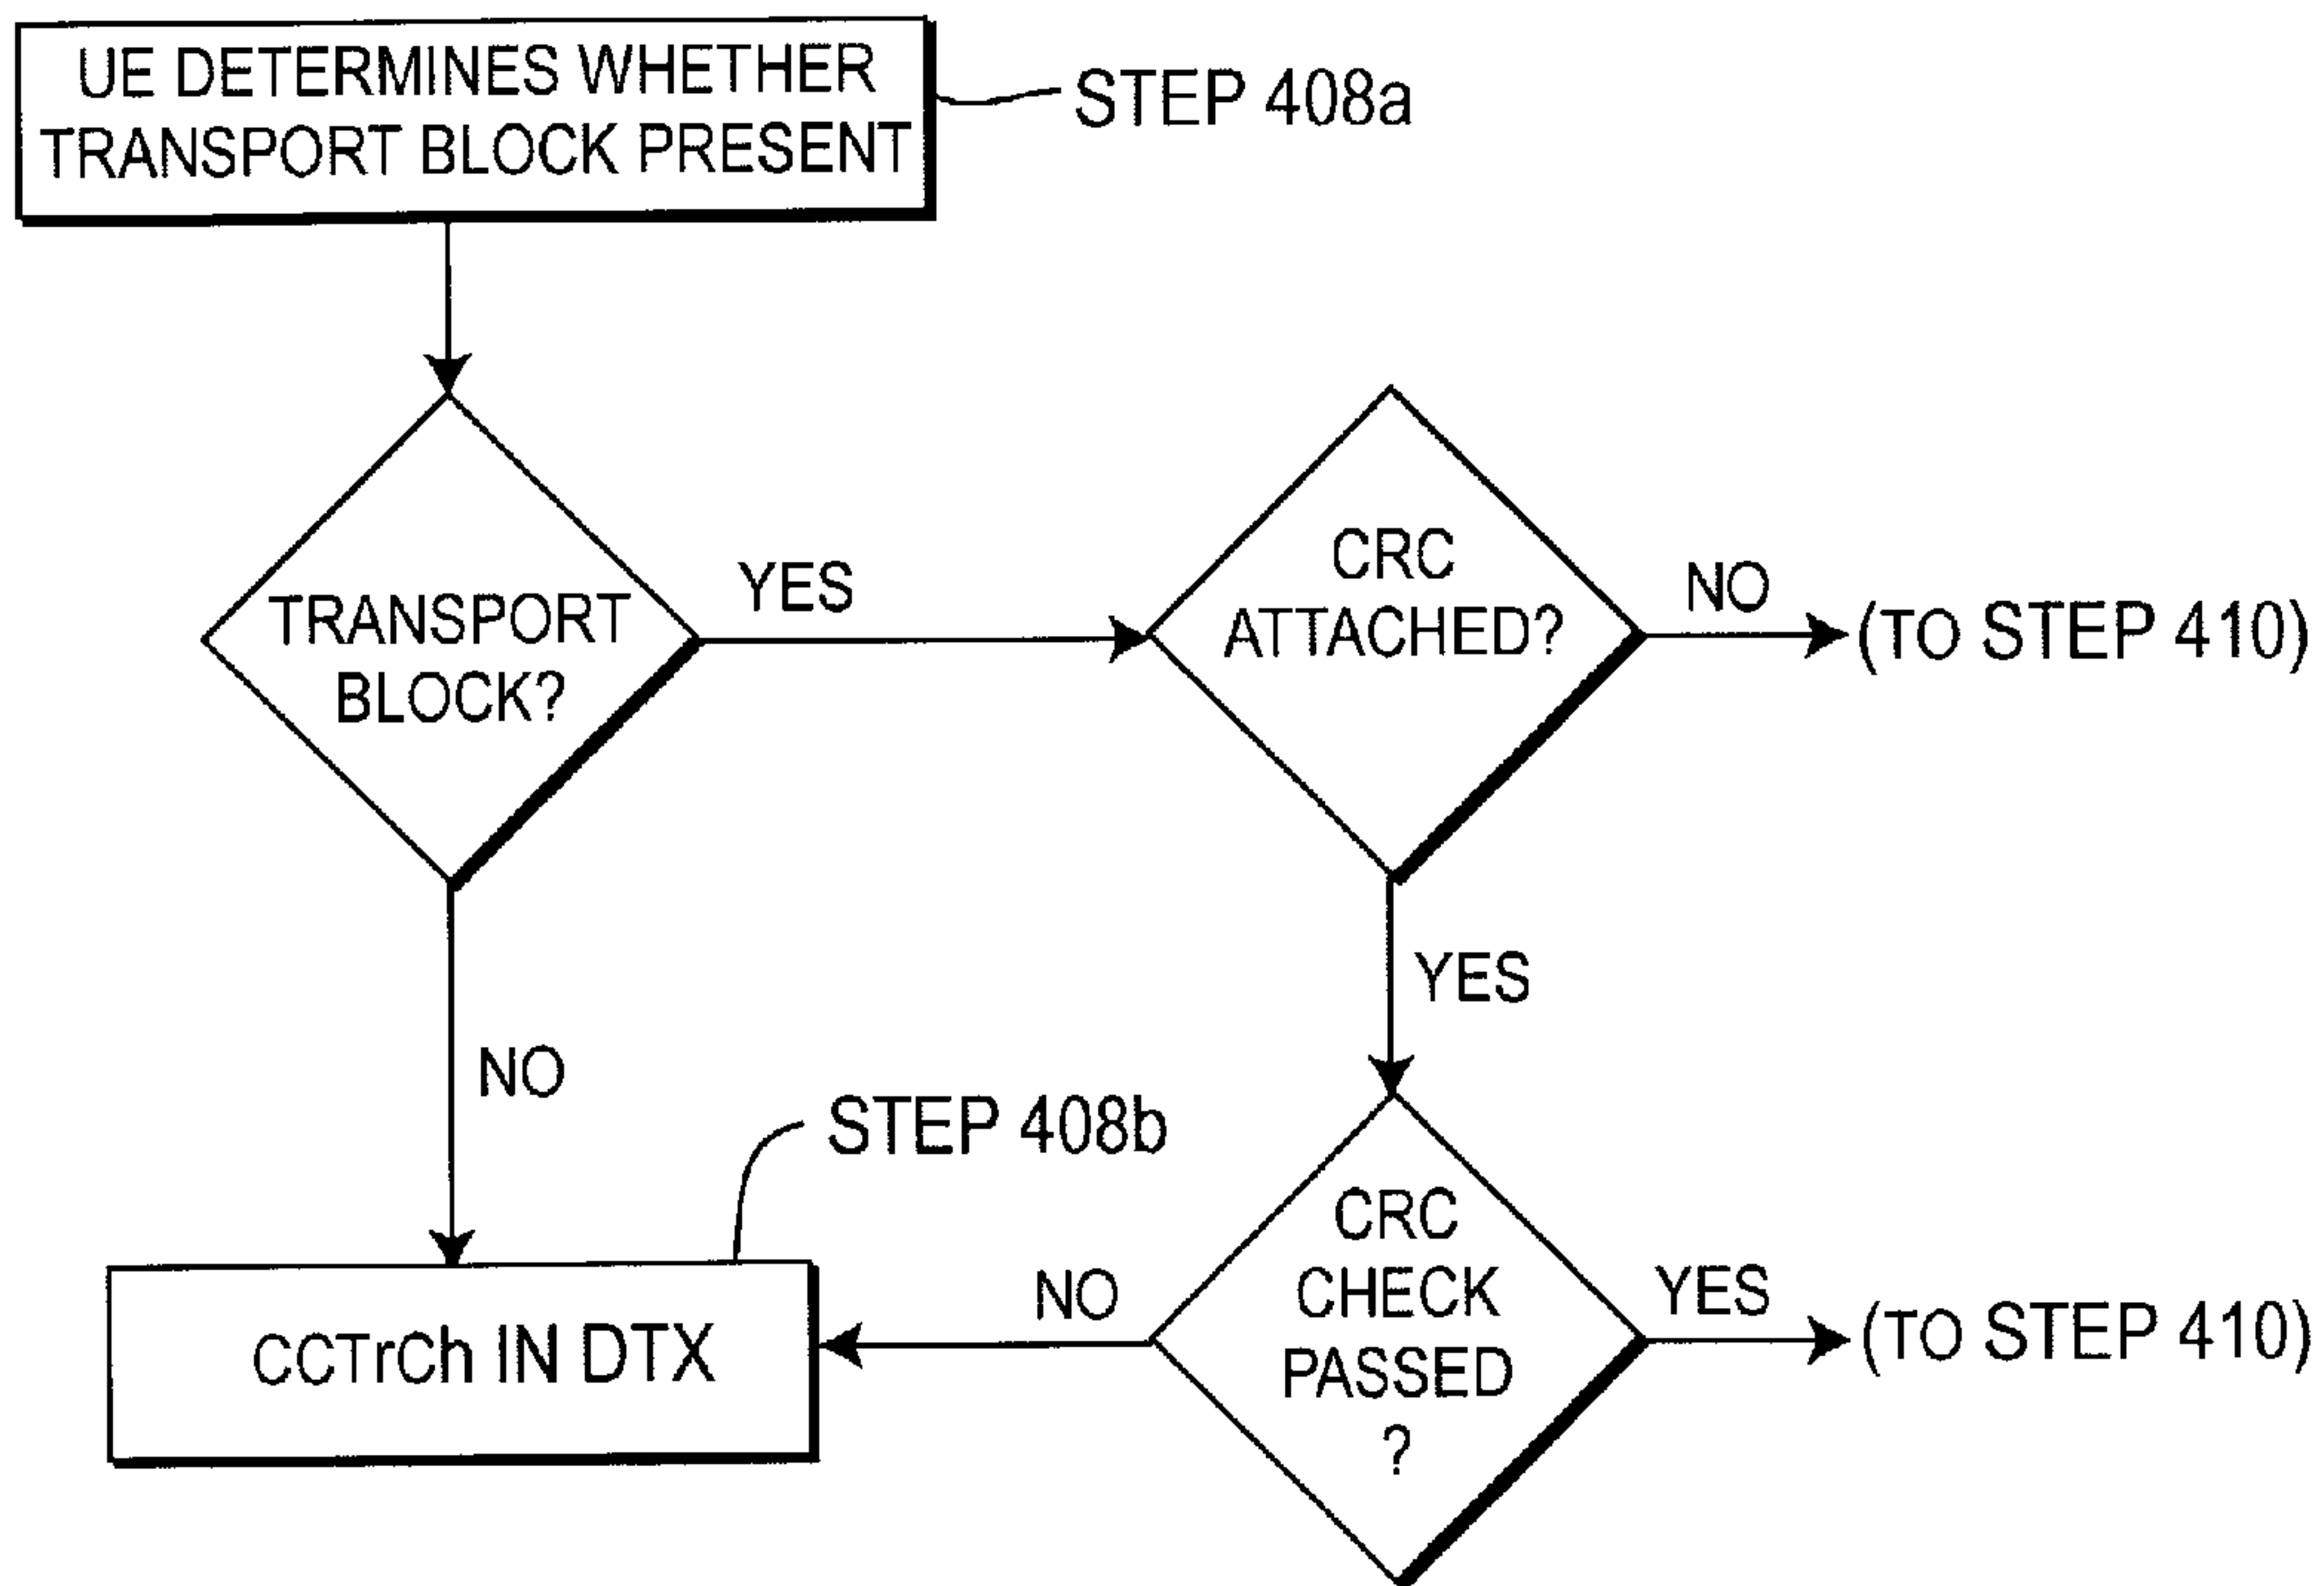 UE DETERMINES WHETHER
TRANSPORT BLOCK PRESENT
STEP 408a
TRANSPORT
BLOCK?
YES
CRC
ATTACHED?
NO
(TO STEP 410)
YES
NO
STEP 408b
CCTrCh IN DTX
NO
CRC
CHECK
PASSED
?
YES
(TO STEP 410)